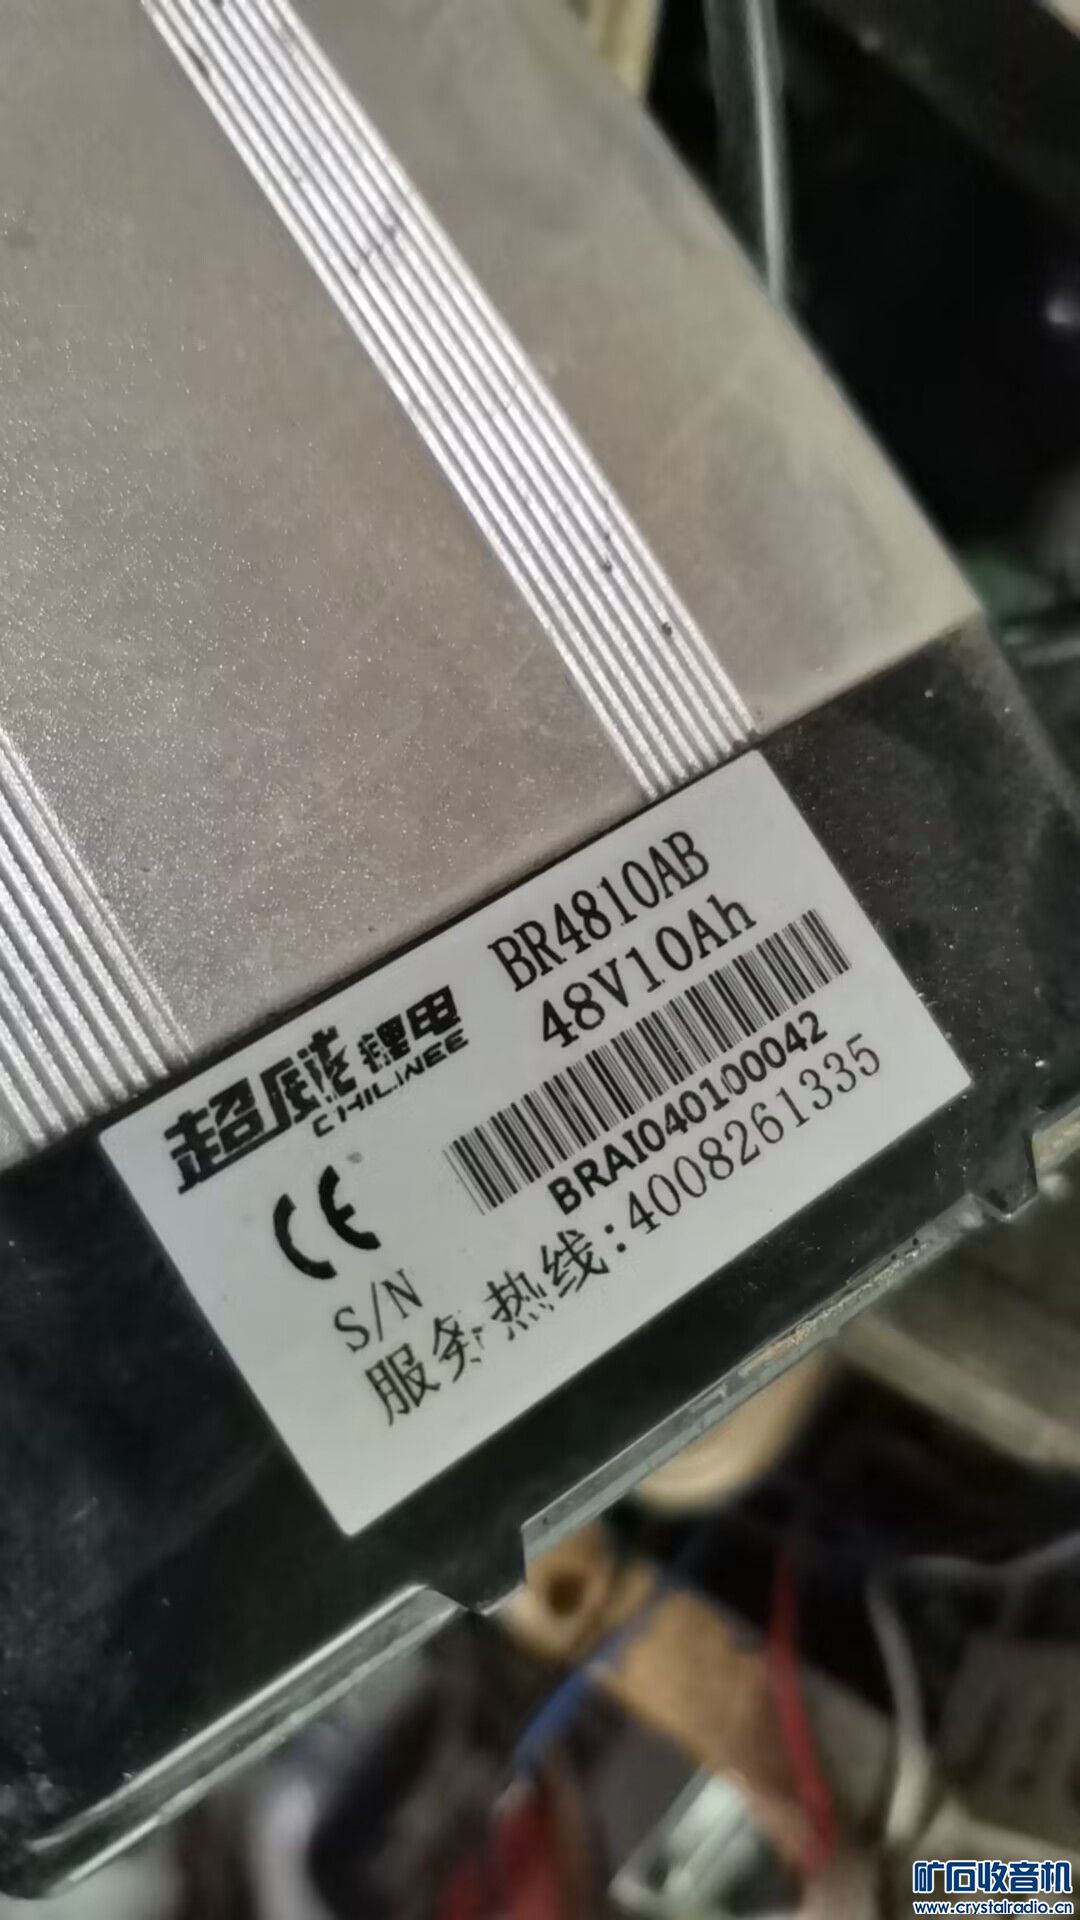 BR4810AB
48V10Ah
超威锂电
CHILWEE
BRAI040100042
CE
S/N
服务热线:4008261335
矿石收音机
www.crystalradio.cn